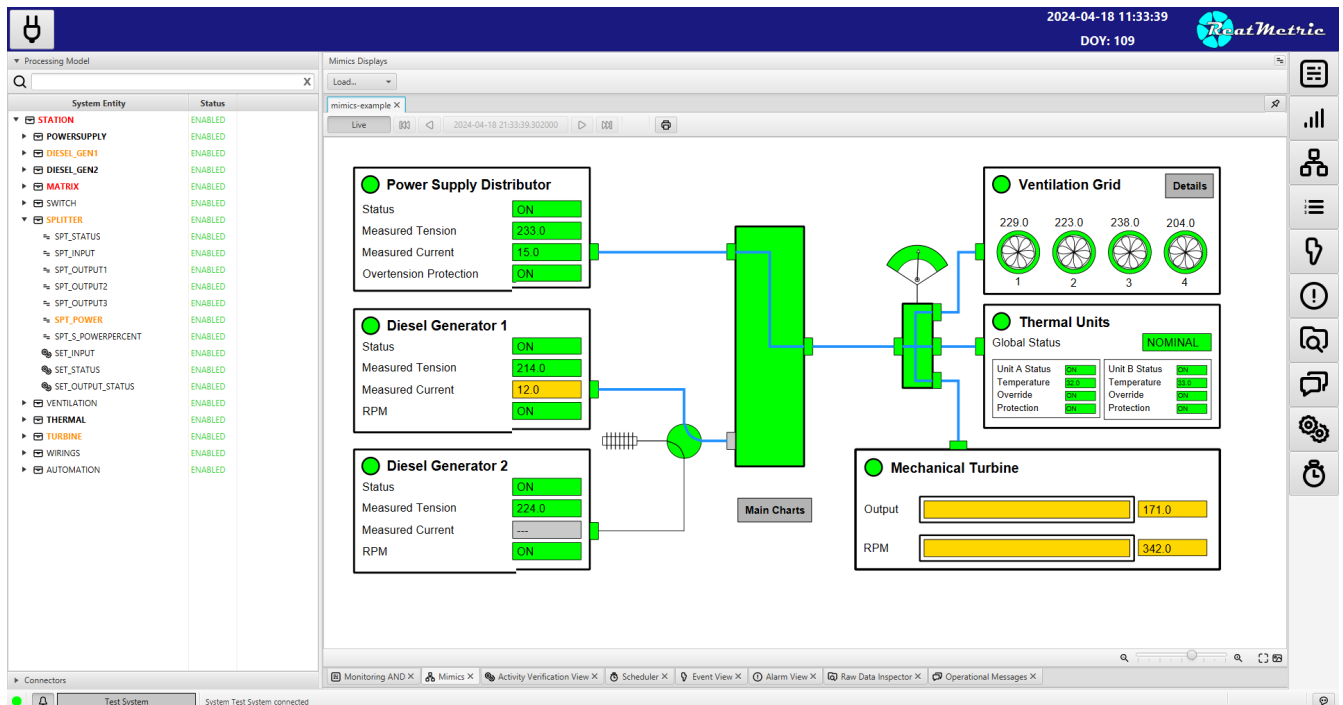 2024-04-18 11:33:39
DOY: 109
ReatMetric
Processing Model
X
System Entity Status
STATION ENABLED
POWERSUPPLY ENABLED
DIESEL_GEN1 ENABLED
DIESEL_GEN2 ENABLED
MATRIX ENABLED
SWITCH ENABLED
SPLITTER ENABLED
SPT_STATUS ENABLED
SPT_INPUT ENABLED
SPT_OUTPUT1 ENABLED
SPT_OUTPUT2 ENABLED
SPT_OUTPUT3 ENABLED
SPT_POWER ENABLED
SPT_S_POWERPERCENT ENABLED
SET_INPUT ENABLED
SET_STATUS ENABLED
SET_OUTPUT_STATUS ENABLED
VENTILATION ENABLED
THERMAL ENABLED
TURBINE ENABLED
WIRINGS ENABLED
AUTOMATION ENABLED
Connectors
Mimics Displays
Load...
mimics-example X
Live 2024-04-18 21:33:39.302000
Power Supply Distributor
Status ON
Measured Tension 233.0
Measured Current 15.0
Overtension Protection ON
Diesel Generator 1
Status ON
Measured Tension 214.0
Measured Current 12.0
RPM ON
Diesel Generator 2
Status ON
Measured Tension 224.0
Measured Current ---
RPM ON
Main Charts
Ventilation Grid Details
229.0 223.0 238.0 204.0
1 2 3 4
Thermal Units
Global Status NOMINAL
Unit A Status ON Unit B Status ON
Temperature 32.0 Temperature 33.0
Override ON Override ON
Protection ON Protection ON
Mechanical Turbine
Output 171.0
RPM 342.0
Monitoring AND X Mimics X Activity Verification View X Scheduler X Event View X Alarm View X Raw Data Inspector X Operational Messages X
Test System System Test System connected